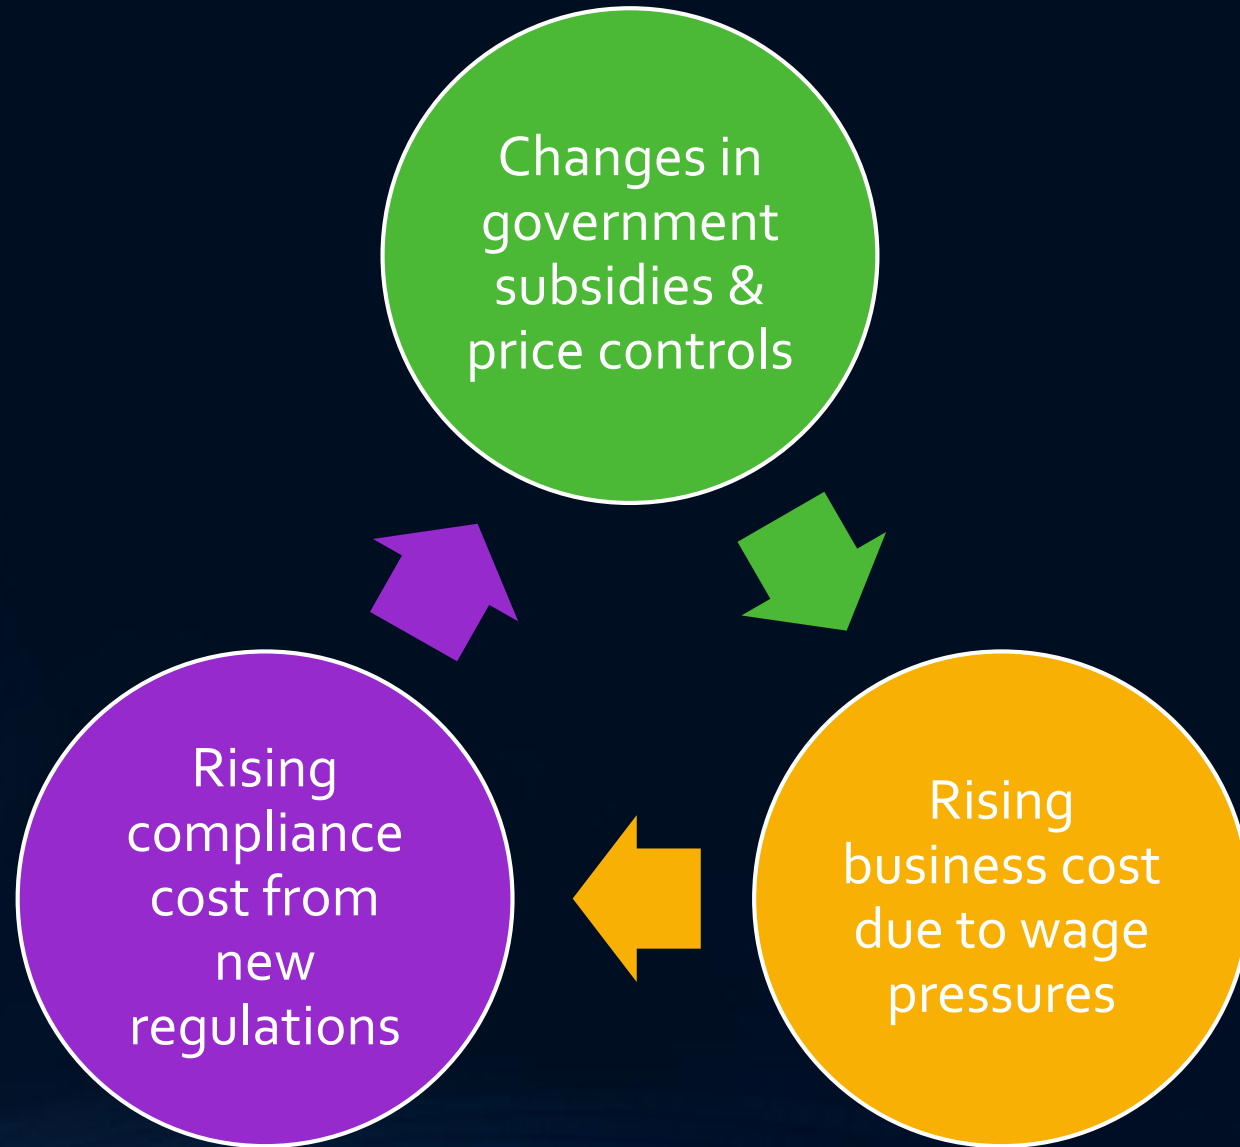 Changes in
government
subsidies &
price controls
Rising
business cost
due to wage
pressures
Rising
compliance
cost from
new
regulations